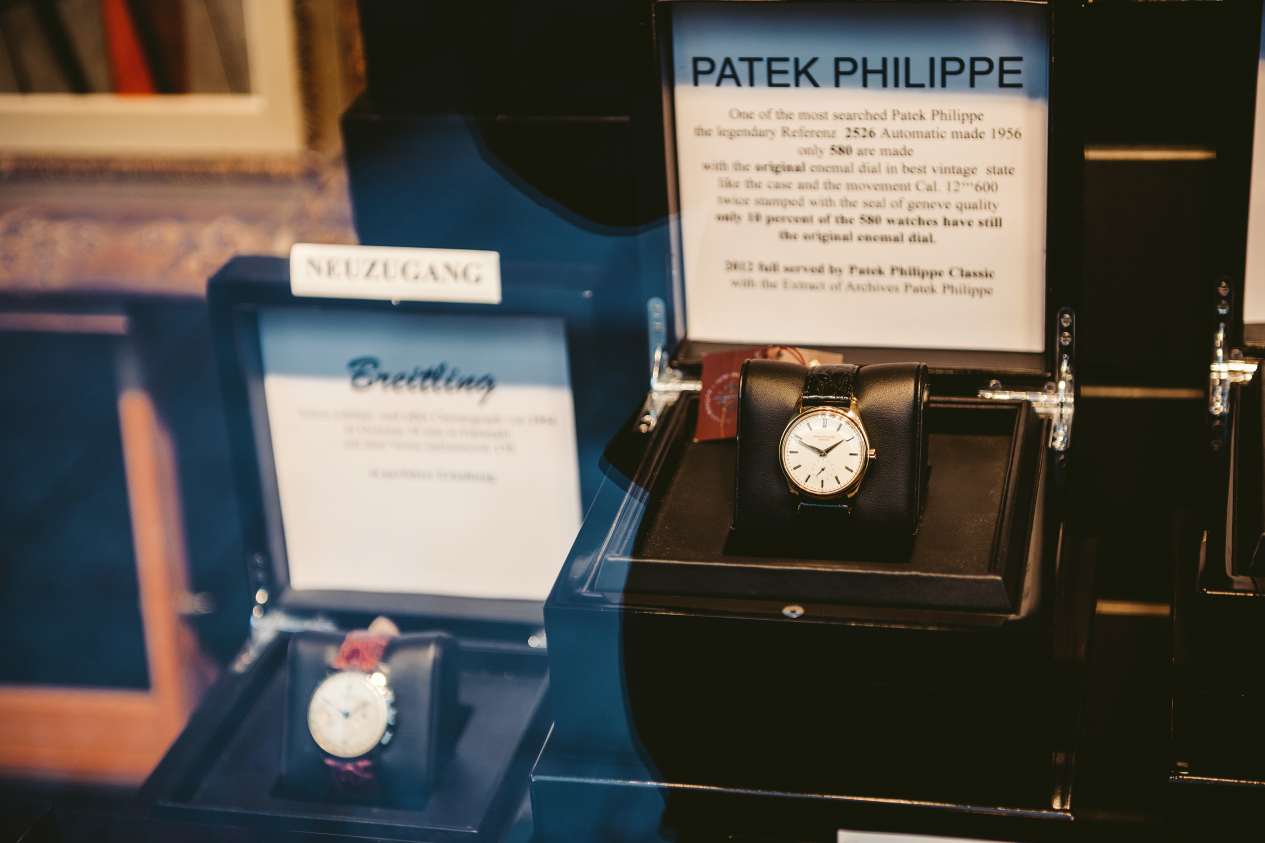 PATEK PHILIPPE
One of the most searched Patek Philippe
the legendary Referenz 2526 Automatic made 1956
only 580 are made
with the original enemal dial in best vintage state
like the case and the movement Cal. 12'''600
twice stamped with the seal of geneve quality
only 10 percent of the 580 watches have still
the original enemal dial.
2012 full served by Patek Philippe Classic
with the Extract of Archives Patek Philippe
NEUZUGANG
Breitling